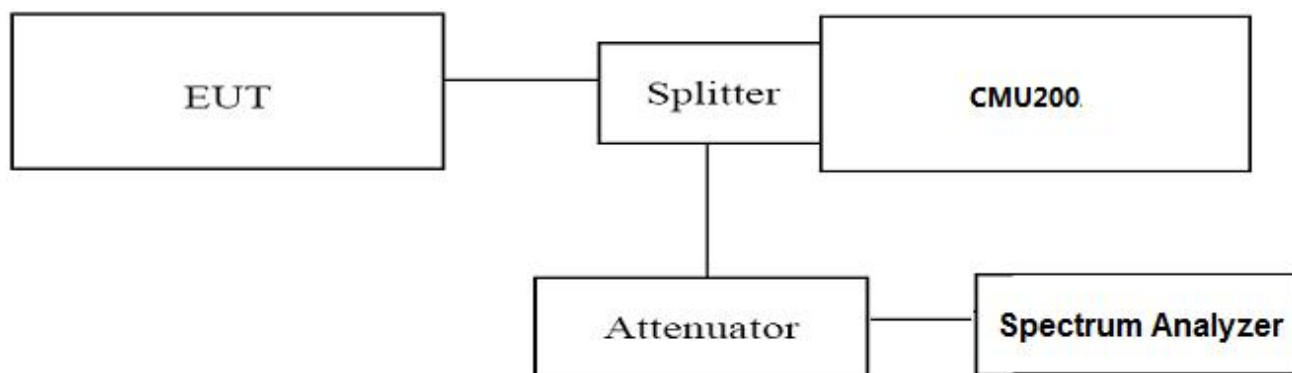 EUT
Splitter
CMU200
Attenuator
Spectrum Analyzer